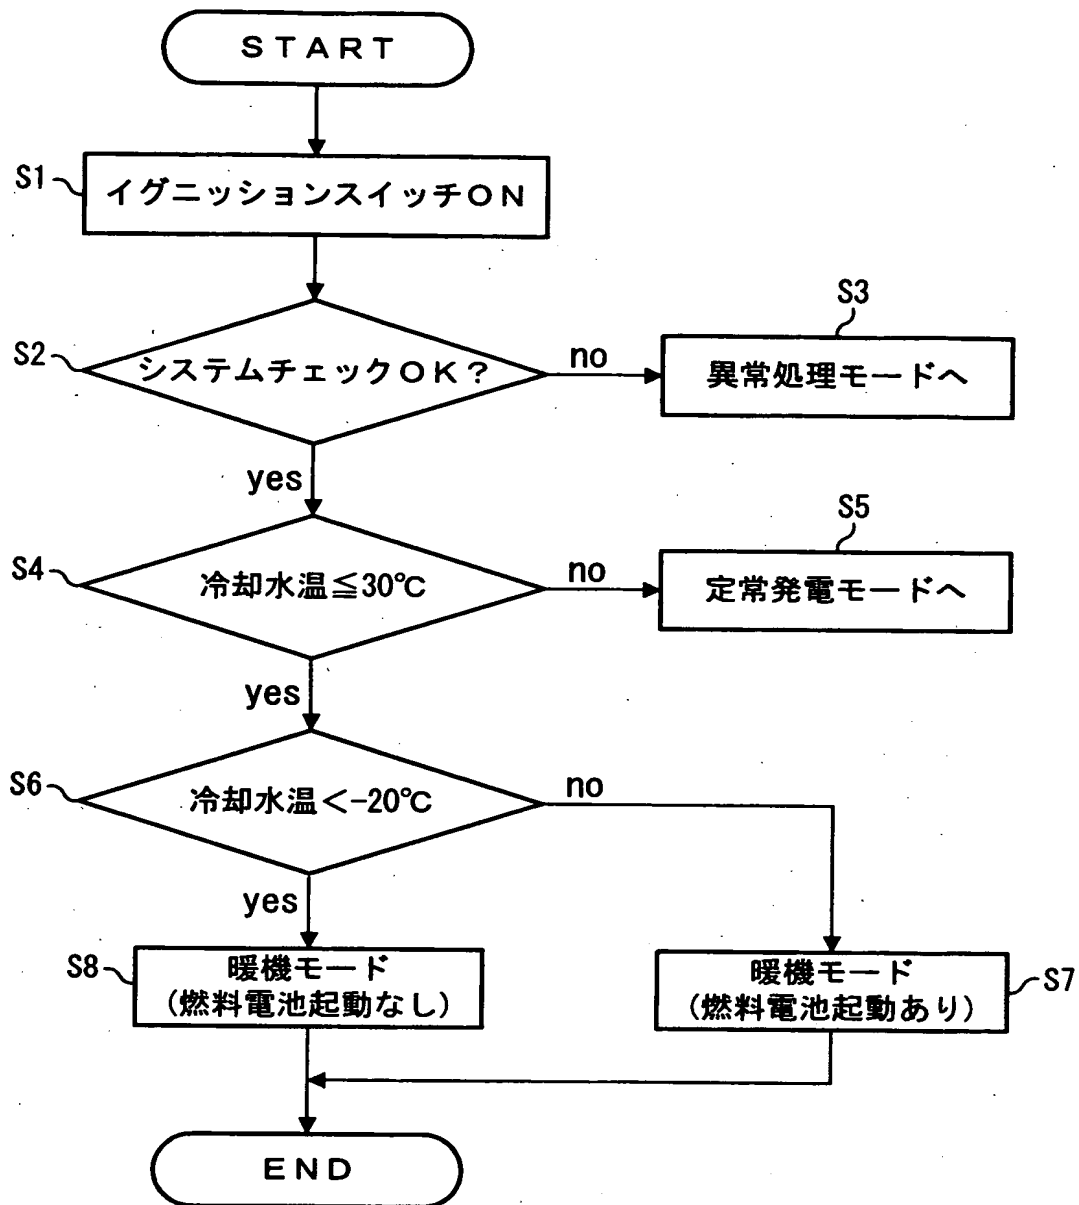 START
S1
イグニッションスイッチON
S2
システムチェックOK?
no
S3
異常処理モードへ
yes
S4
冷却水温≦30℃
no
S5
定常発電モードへ
yes
S6
冷却水温<-20℃
no
yes
S8
暖機モード
(燃料電池起動なし)
暖機モード
(燃料電池起動あり)
S7
END